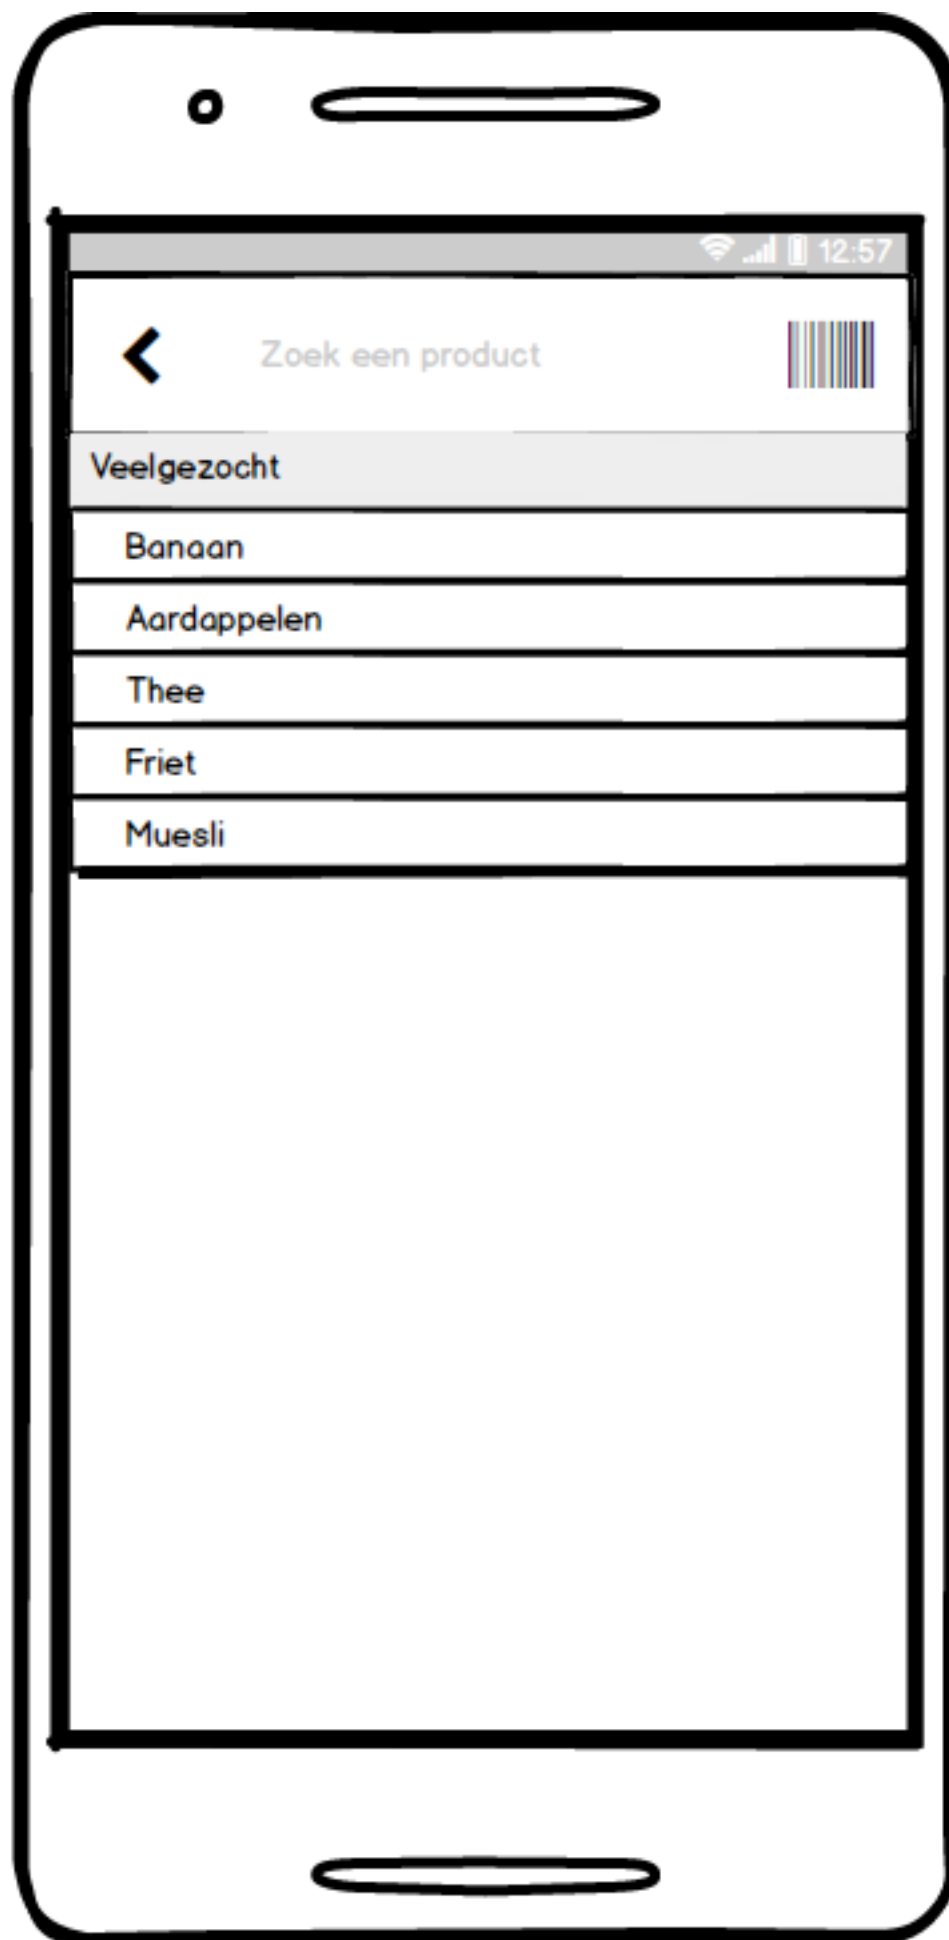 12:57
Zoek een product
Veelgezocht
Banaan
Aardappelen
Thee
Friet
Muesli